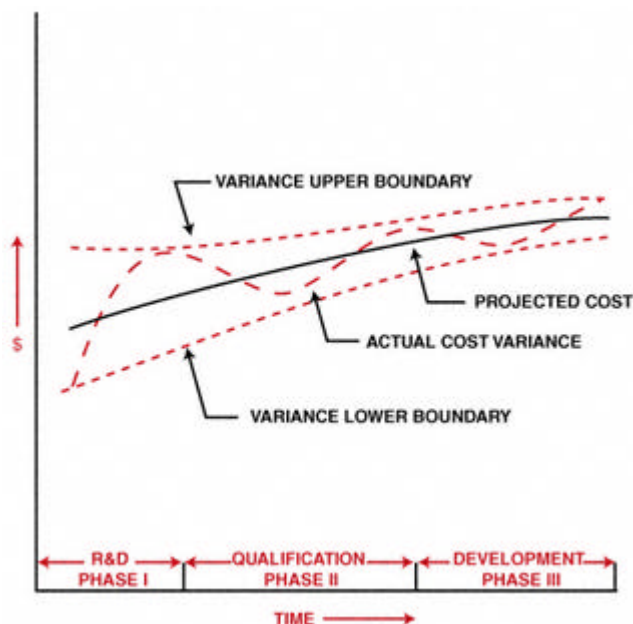 VARIANCE UPPER BOUNDARY
PROJECTED COST
$
ACTUAL COST VARIANCE
VARIANCE LOWER BOUNDARY
R&D
PHASE I
QUALIFICATION
PHASE II
DEVELOPMENT
PHASE III
TIME